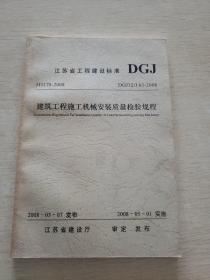 江苏省工程建设标准 DGJ
J11179-2008 DGJ32/J 65-2008
建筑工程施工机械安装质量检验规程
2008-03-07 发布 2008-05-01 实施
江苏省建设厅 审定 发布